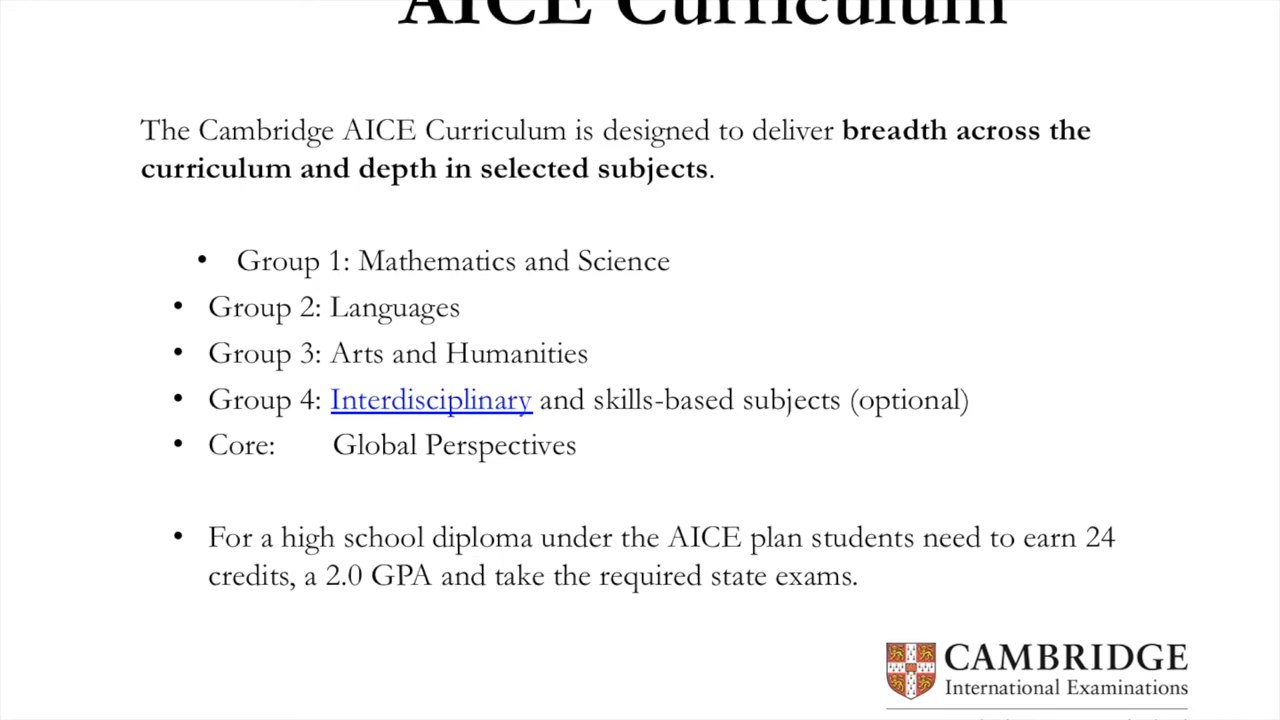 AICE Curriculum
The Cambridge AICE Curriculum is designed to deliver breadth across the
curriculum and depth in selected subjects.
• Group 1: Mathematics and Science
• Group 2: Languages
• Group 3: Arts and Humanities
• Group 4: Interdisciplinary and skills-based subjects (optional)
• Core: Global Perspectives
• For a high school diploma under the AICE plan students need to earn 24
credits, a 2.0 GPA and take the required state exams.
CAMBRIDGE
International Examinations